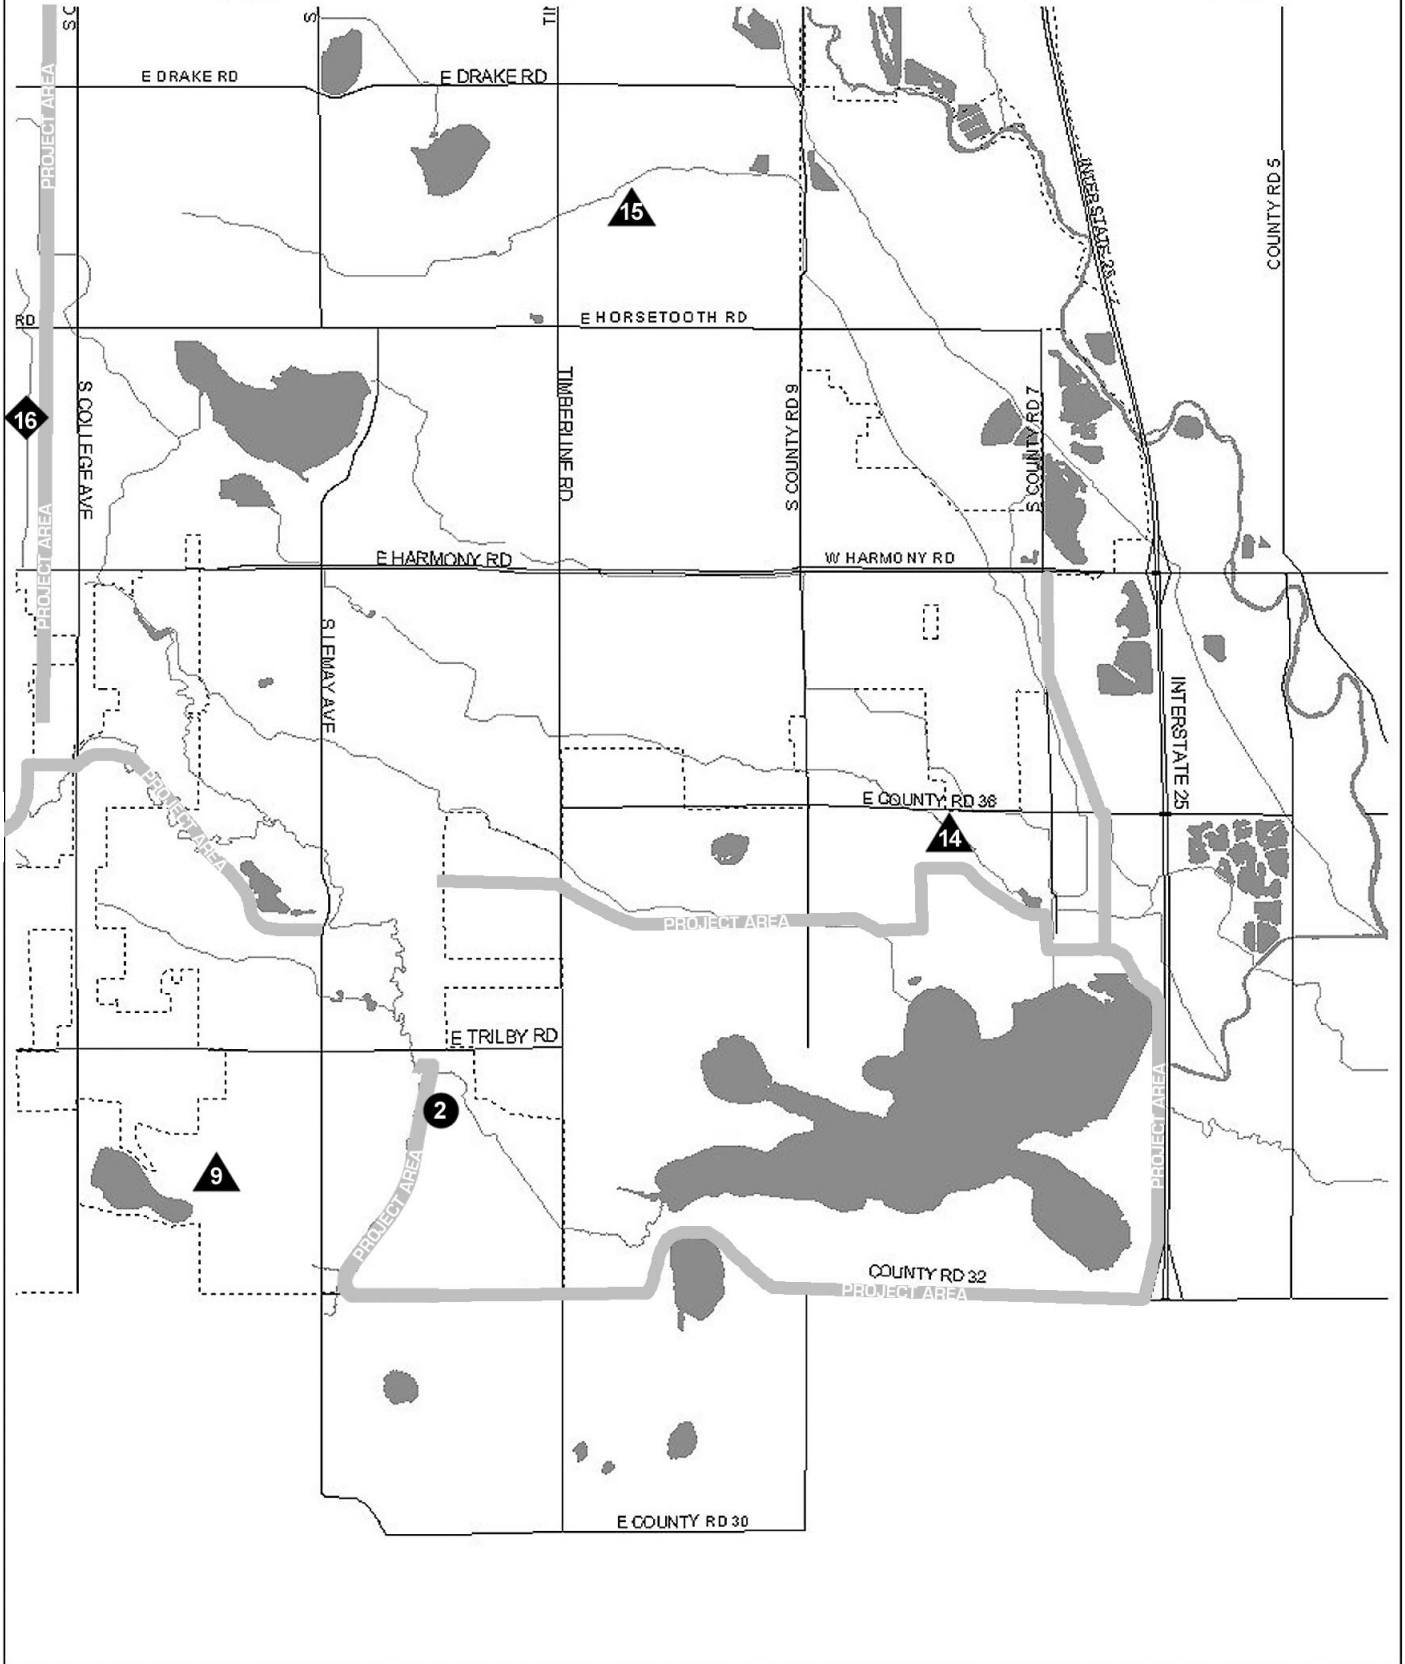 S C
S
TII
PROJECT AREA
E DRAKE RD
E DRAKE RD
INTERSTATE 25
COUNTY RD 5
15
RD
E HORSETOOTH RD
16
S COLLEGE AVE
TIMBERLINE RD
S COUNTY RD 9
S COUNTY RD 7
PROJECT AREA
E HARMONY RD
W HARMONY RD
S LEMAY AVE
INTERSTATE 25
PROJECT AREA
E COUNTY RD 36
14
PROJECT AREA
E TRILBY RD
2
PROJECT AREA
9
PROJECT AREA
COUNTY RD 32
PROJECT AREA
E COUNTY RD 30